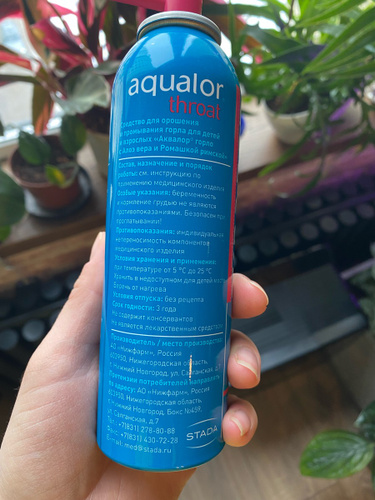 aqualor
throat
Средство для орошения
и промывания горла для детей
и взрослых «Аквалор® горло
с алоэ вера и Ромашкой римской»
Состав, назначение и порядок
работы: см. инструкцию по
применению медицинского изделия
Особые указания: беременность
и кормление грудью не являются
противопоказаниями. Безопасен при
проглатывании!
Противопоказания: индивидуальная
непереносимость компонентов
медицинского изделия
Условия хранения и применения:
при температуре от 5 °С до 25 °С
Хранить в недоступном для детей месте
Беречь от нагрева
Условия отпуска: без рецепта
Срок годности: 3 года
Не содержит консервантов
Не является лекарственным средством
Производитель / место производства:
АО «Нижфарм», Россия
603950, Нижегородская область,
г. Нижний Новгород, ул. Салганская, д.7
Претензии потребителей направлять
по адресу: АО «Нижфарм», Россия
603950, Нижегородская область,
г. Нижний Новгород, Бокс №459,
ул. Салганская, д.7
Тел.: +7(831) 278-80-88
Факс: +7(831) 430-72-28
E-mail: med@stada.ru
STADA